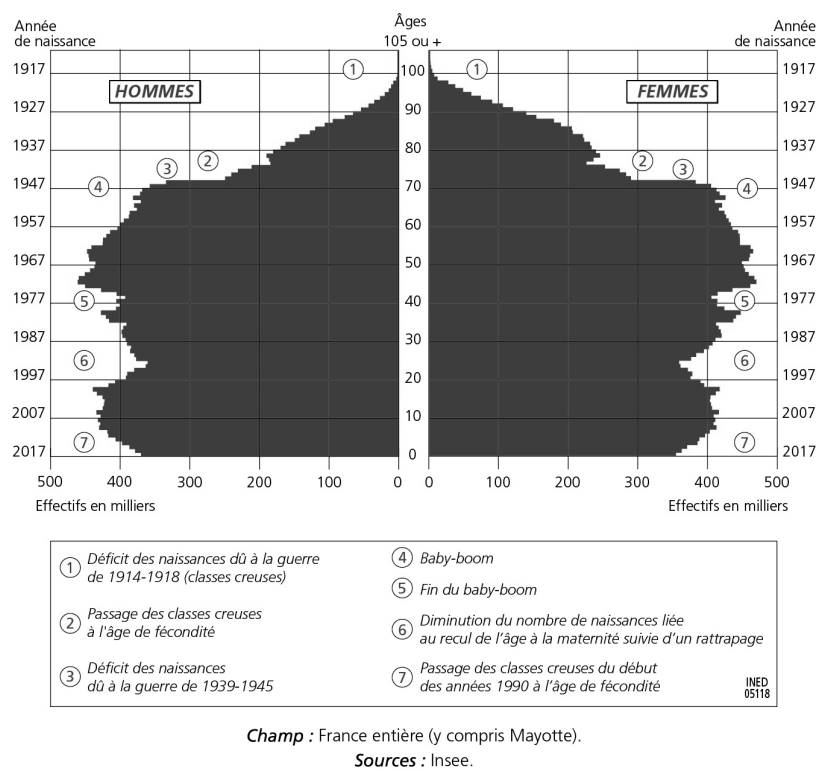 Année
de naissance
Âges
105 ou +
Année
de naissance
1917
1
100
1
1917
HOMMES
FEMMES
1927
90
1927
1937
80
1937
3
2
2
3
1947
4
70
4
1947
1957
60
1957
1967
50
1967
1977
5
40
5
1977
1987
30
1987
6
6
1997
20
1997
2007
10
2007
7
7
2017
0
2017
500
400
300
200
100
0
0
100
200
300
400
500
Effectifs en milliers
Effectifs en milliers
1 Déficit des naissances dû à la guerre
de 1914-1918 (classes creuses)
2 Passage des classes creuses
à l'âge de fécondité
3 Déficit des naissances
dû à la guerre de 1939-1945
4 Baby-boom
5 Fin du baby-boom
6 Diminution du nombre de naissances liée
au recul de l'âge à la maternité suivie d'un rattrapage
7 Passage des classes creuses du début
des années 1990 à l'âge de fécondité
INED
05118
Champ : France entière (y compris Mayotte).
Sources : Insee.